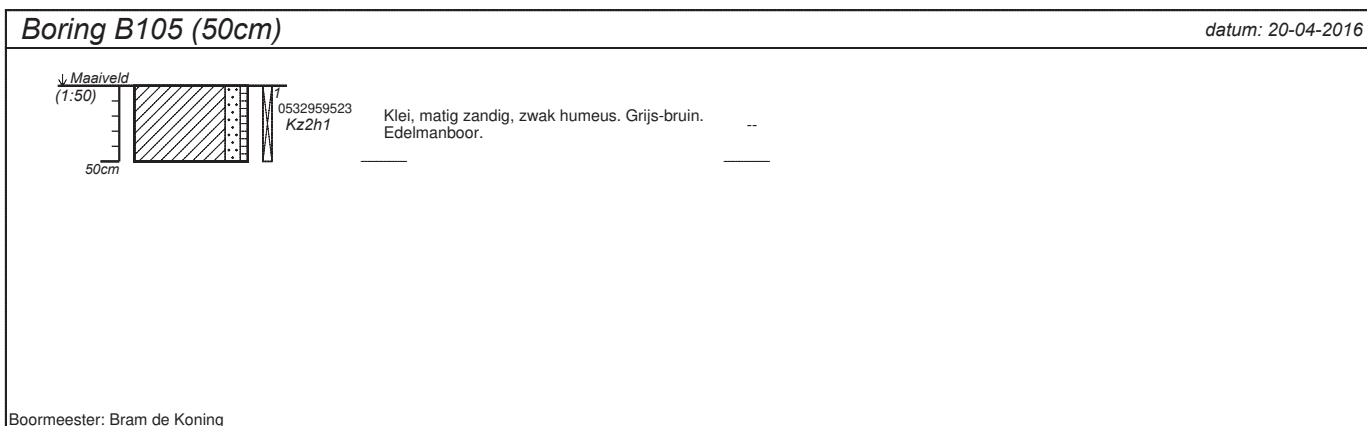 Boring B105 (50cm)
datum: 20-04-2016
Maaiveld
(1:50)
1
0532959523
Kz2h1
Klei, matig zandig, zwak humeus. Grijs-bruin.
Edelmanboor.
--
50cm
Boormeester: Bram de Koning